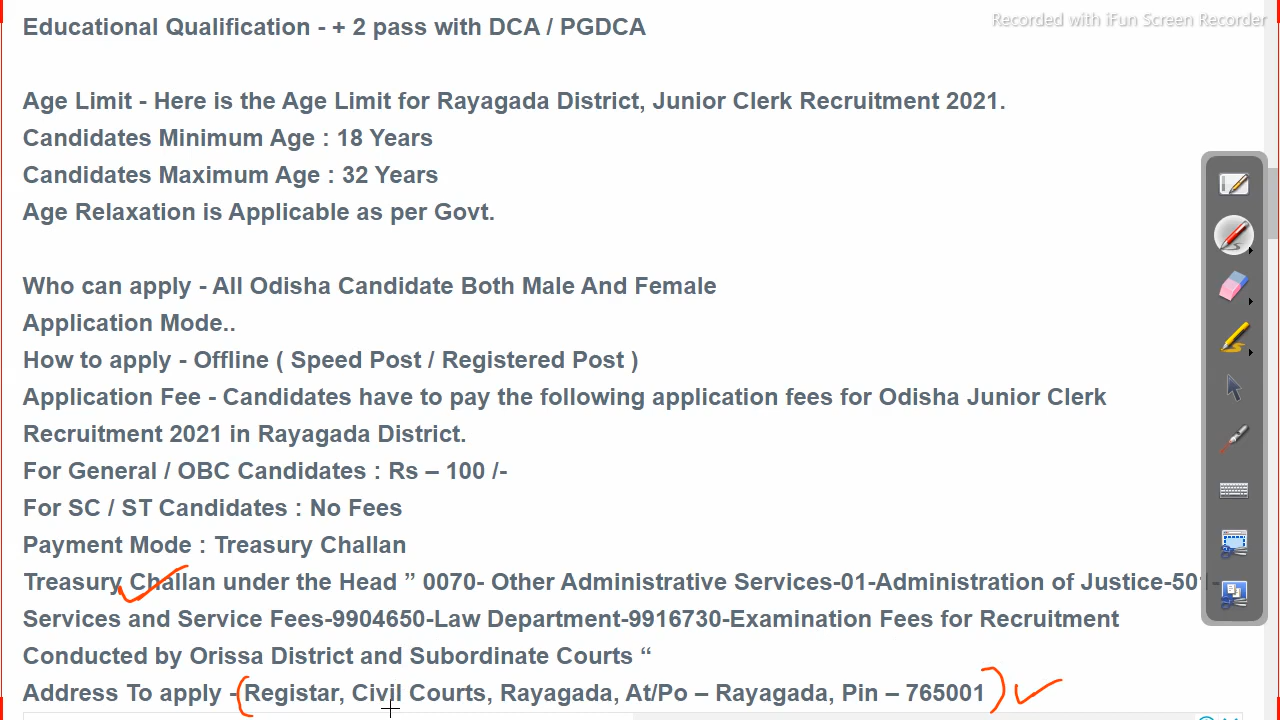 Recorded with iFun Screen Recorder
Educational Qualification - + 2 pass with DCA / PGDCA
Age Limit - Here is the Age Limit for Rayagada District, Junior Clerk Recruitment 2021.
Candidates Minimum Age : 18 Years
Candidates Maximum Age : 32 Years
Age Relaxation is Applicable as per Govt.
Who can apply - All Odisha Candidate Both Male And Female
Application Mode..
How to apply - Offline ( Speed Post / Registered Post )
Application Fee - Candidates have to pay the following application fees for Odisha Junior Clerk
Recruitment 2021 in Rayagada District.
For General / OBC Candidates : Rs – 100 /-
For SC / ST Candidates : No Fees
Payment Mode : Treasury Challan
Treasury Challan under the Head ” 0070- Other Administrative Services-01-Administration of Justice-501-
Services and Service Fees-9904650-Law Department-9916730-Examination Fees for Recruitment
Conducted by Orissa District and Subordinate Courts “
Address To apply - Registar, Civil Courts, Rayagada, At/Po – Rayagada, Pin – 765001